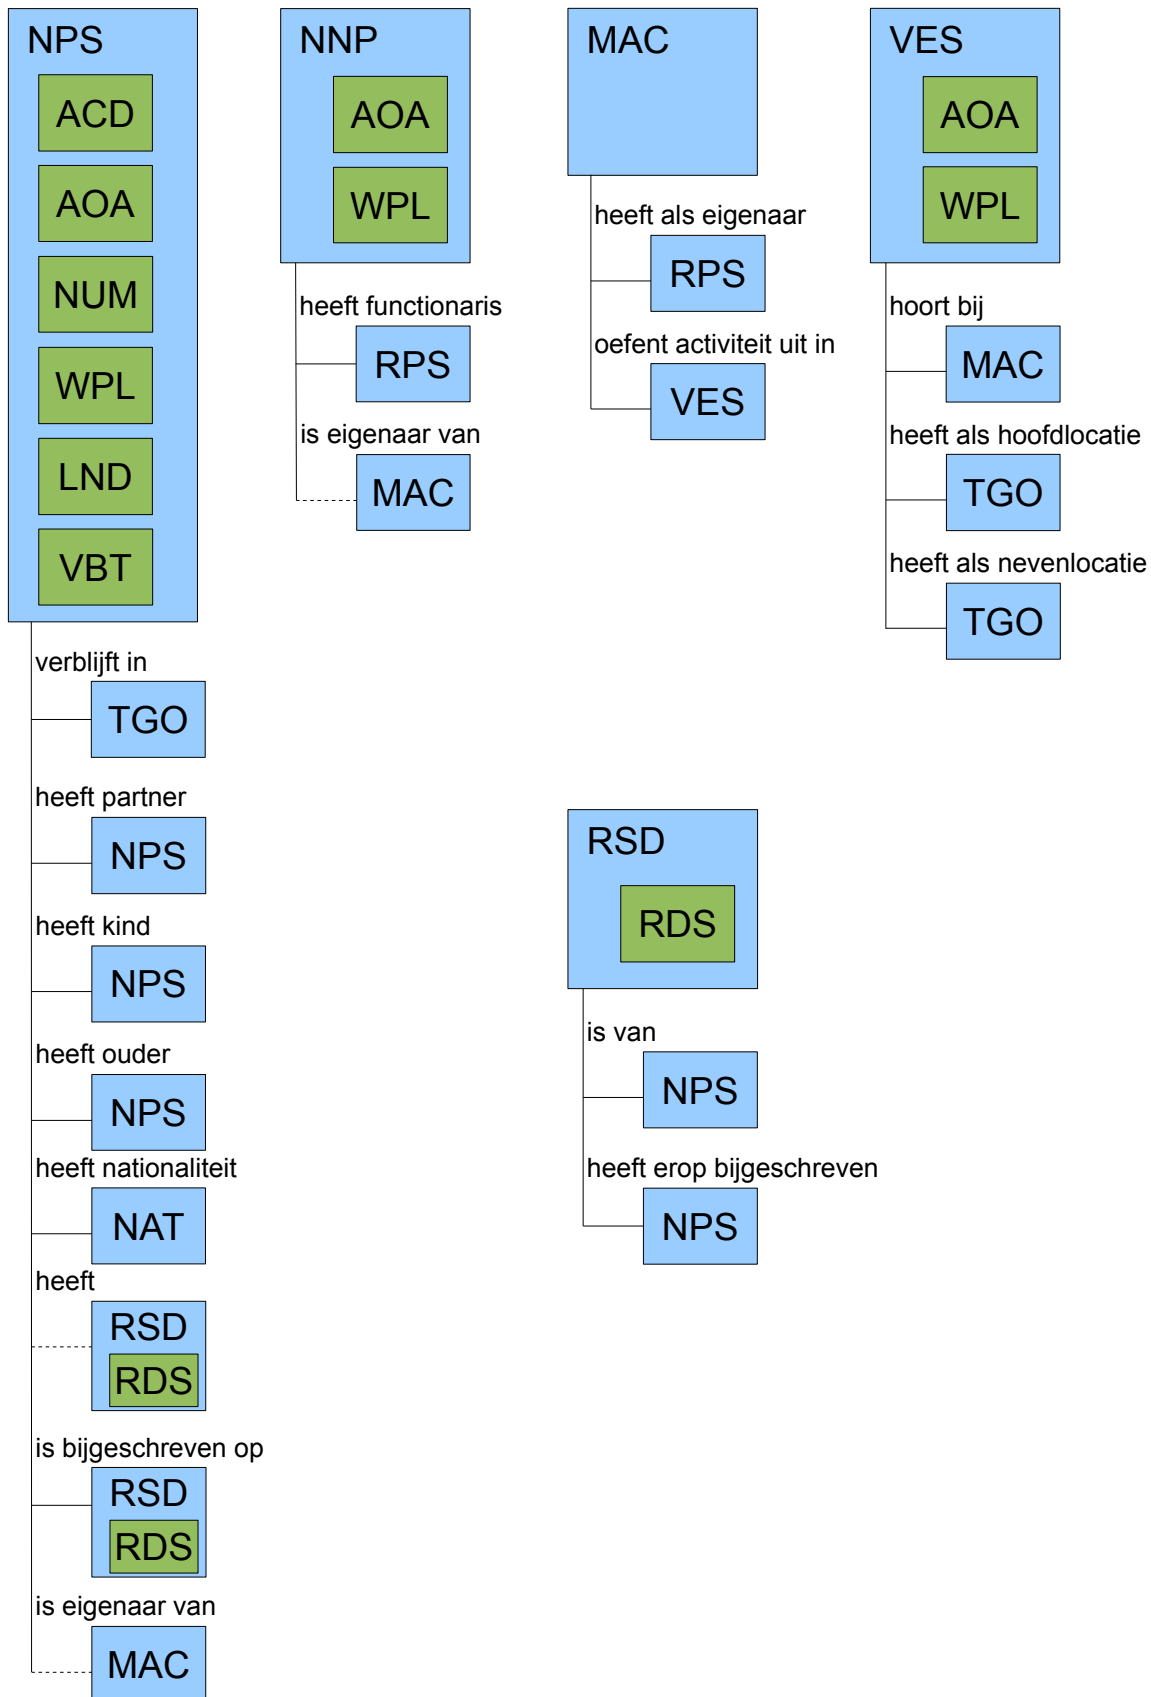 NPS
ACD
AOA
NUM
WPL
LND
VBT
verblijft in
TGO
heeft partner
NPS
heeft kind
NPS
heeft ouder
NPS
heeft nationaliteit
NAT
heeft
RSD
RDS
is bijgeschreven op
RSD
RDS
is eigenaar van
MAC
NNP
AOA
WPL
heeft functionaris
RPS
is eigenaar van
MAC
MAC
heeft als eigenaar
RPS
oefent activiteit uit in
VES
VES
AOA
WPL
hoort bij
MAC
heeft als hoofdlocatie
TGO
heeft als nevenlocatie
TGO
RSD
RDS
is van
NPS
heeft erop bijgeschreven
NPS